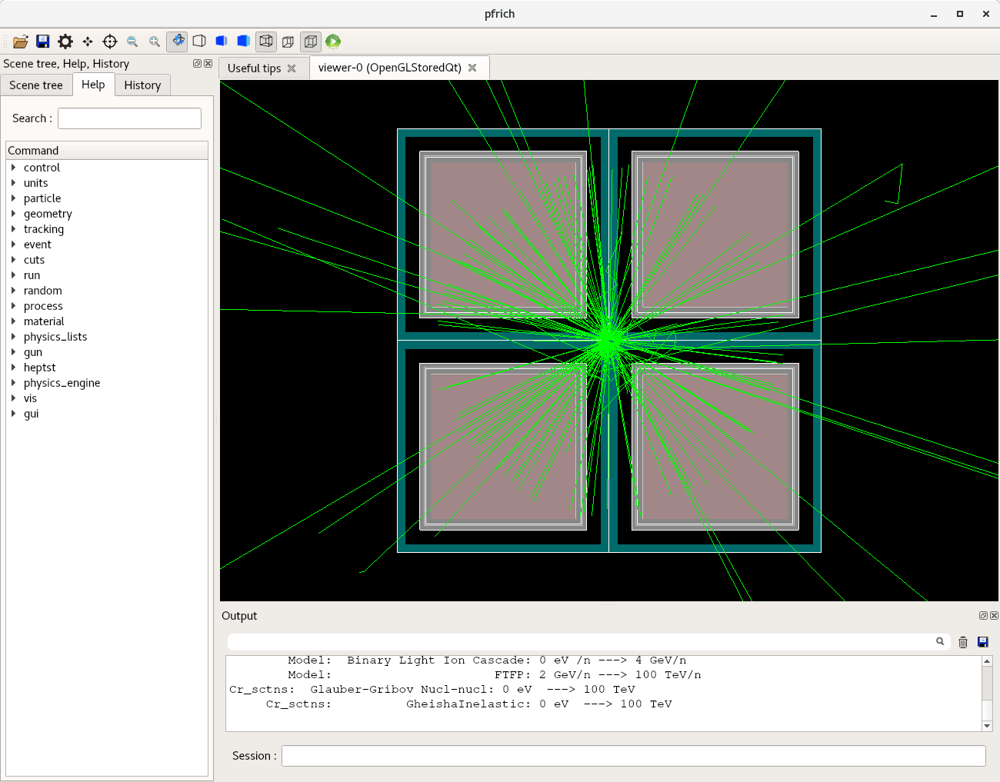 pfrich
Scene tree, Help, History
Scene tree
Help
History
Search :
Command
control
units
particle
geometry
tracking
event
cuts
run
random
process
material
physics_lists
gun
heptst
physics_engine
vis
gui
Useful tips
viewer-0 (OpenGLStoredQt)
Output
Model:  Binary Light Ion Cascade: 0 eV /n ---> 4 GeV/n
Model:                      FTFP: 2 GeV/n ---> 100 TeV/n
Cr_sctns:  Glauber-Gribov Nucl-nucl: 0 eV  ---> 100 TeV
Cr_sctns:          GheishaInelastic: 0 eV  ---> 100 TeV
Session :